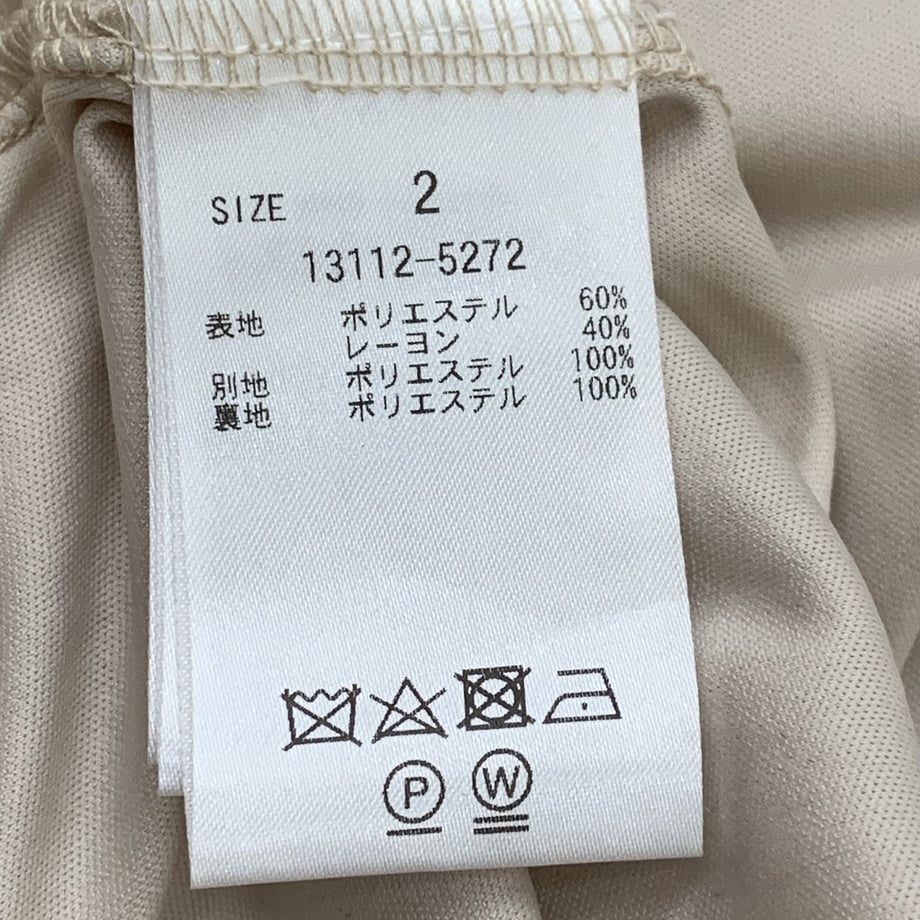 SIZE 2
13112-5272
表地 ポリエステル 60%
レーヨン 40%
別地 ポリエステル 100%
裏地 ポリエステル 100%
P W